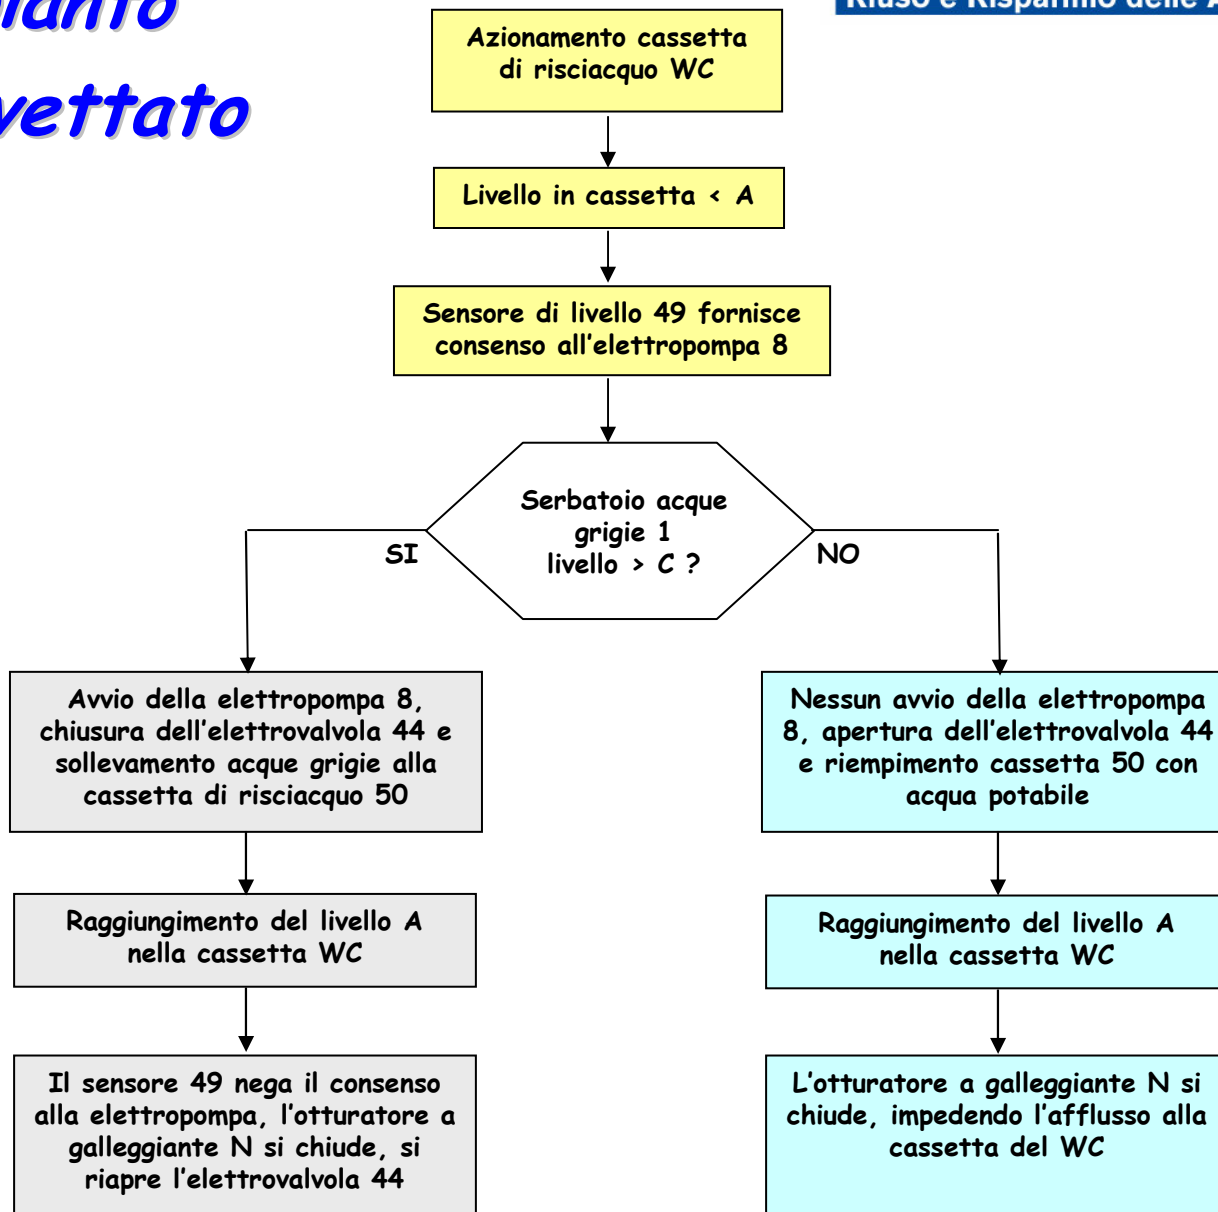 Riuso e Risparmio delle
Azionamento cassetta
di risciacquo WC
Livello in cassetta < A
Sensore di livello 49 fornisce
consenso all'elettropompa 8
Serbatoio acque
grigie 1
livello > C ?
SI
NO
Avvio della elettropompa 8,
chiusura dell'elettrovalvola 44 e
sollevamento acque grigie alla
cassetta di risciacquo 50
Nessun avvio della elettropompa
8, apertura dell'elettrovalvola 44
e riempimento cassetta 50 con
acqua potabile
Raggiungimento del livello A
nella cassetta WC
Raggiungimento del livello A
nella cassetta WC
Il sensore 49 nega il consenso
alla elettropompa, l'otturatore a
galleggiante N si chiude, si
riapre l'elettrovalvola 44
L'otturatore a galleggiante N si
chiude, impedendo l'afflusso alla
cassetta del WC